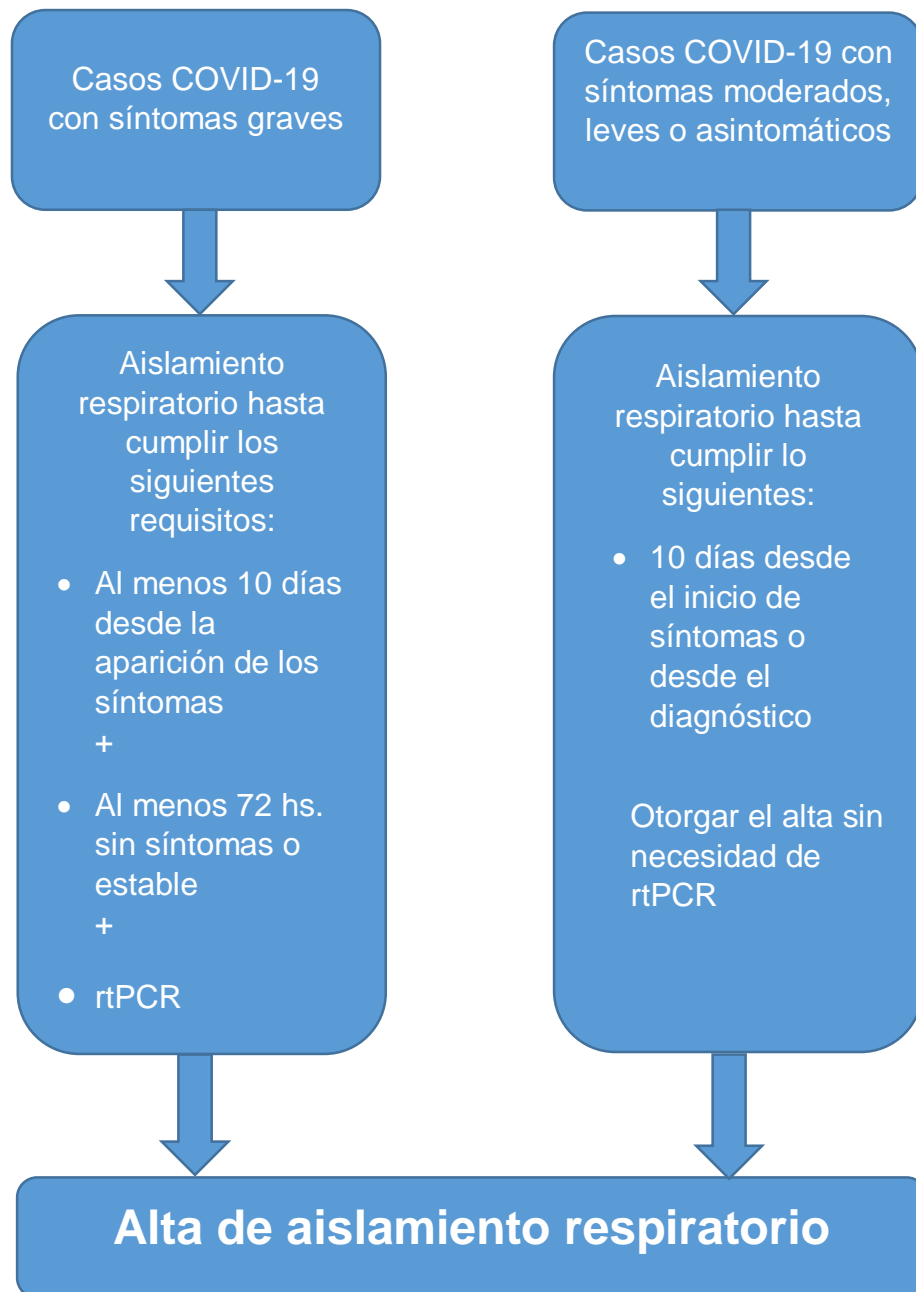 Casos COVID-19
con síntomas graves
Casos COVID-19 con
síntomas moderados,
leves o asintomáticos
Aislamiento
respiratorio hasta
cumplir los
siguientes
requisitos:
• Al menos 10 días
desde la
aparición de los
síntomas
+
• Al menos 72 hs.
sin síntomas o
estable
+
• rtPCR
Aislamiento
respiratorio hasta
cumplir lo
siguientes:
• 10 días desde
el inicio de
síntomas o
desde el
diagnóstico
Otorgar el alta sin
necesidad de
rtPCR
Alta de aislamiento respiratorio